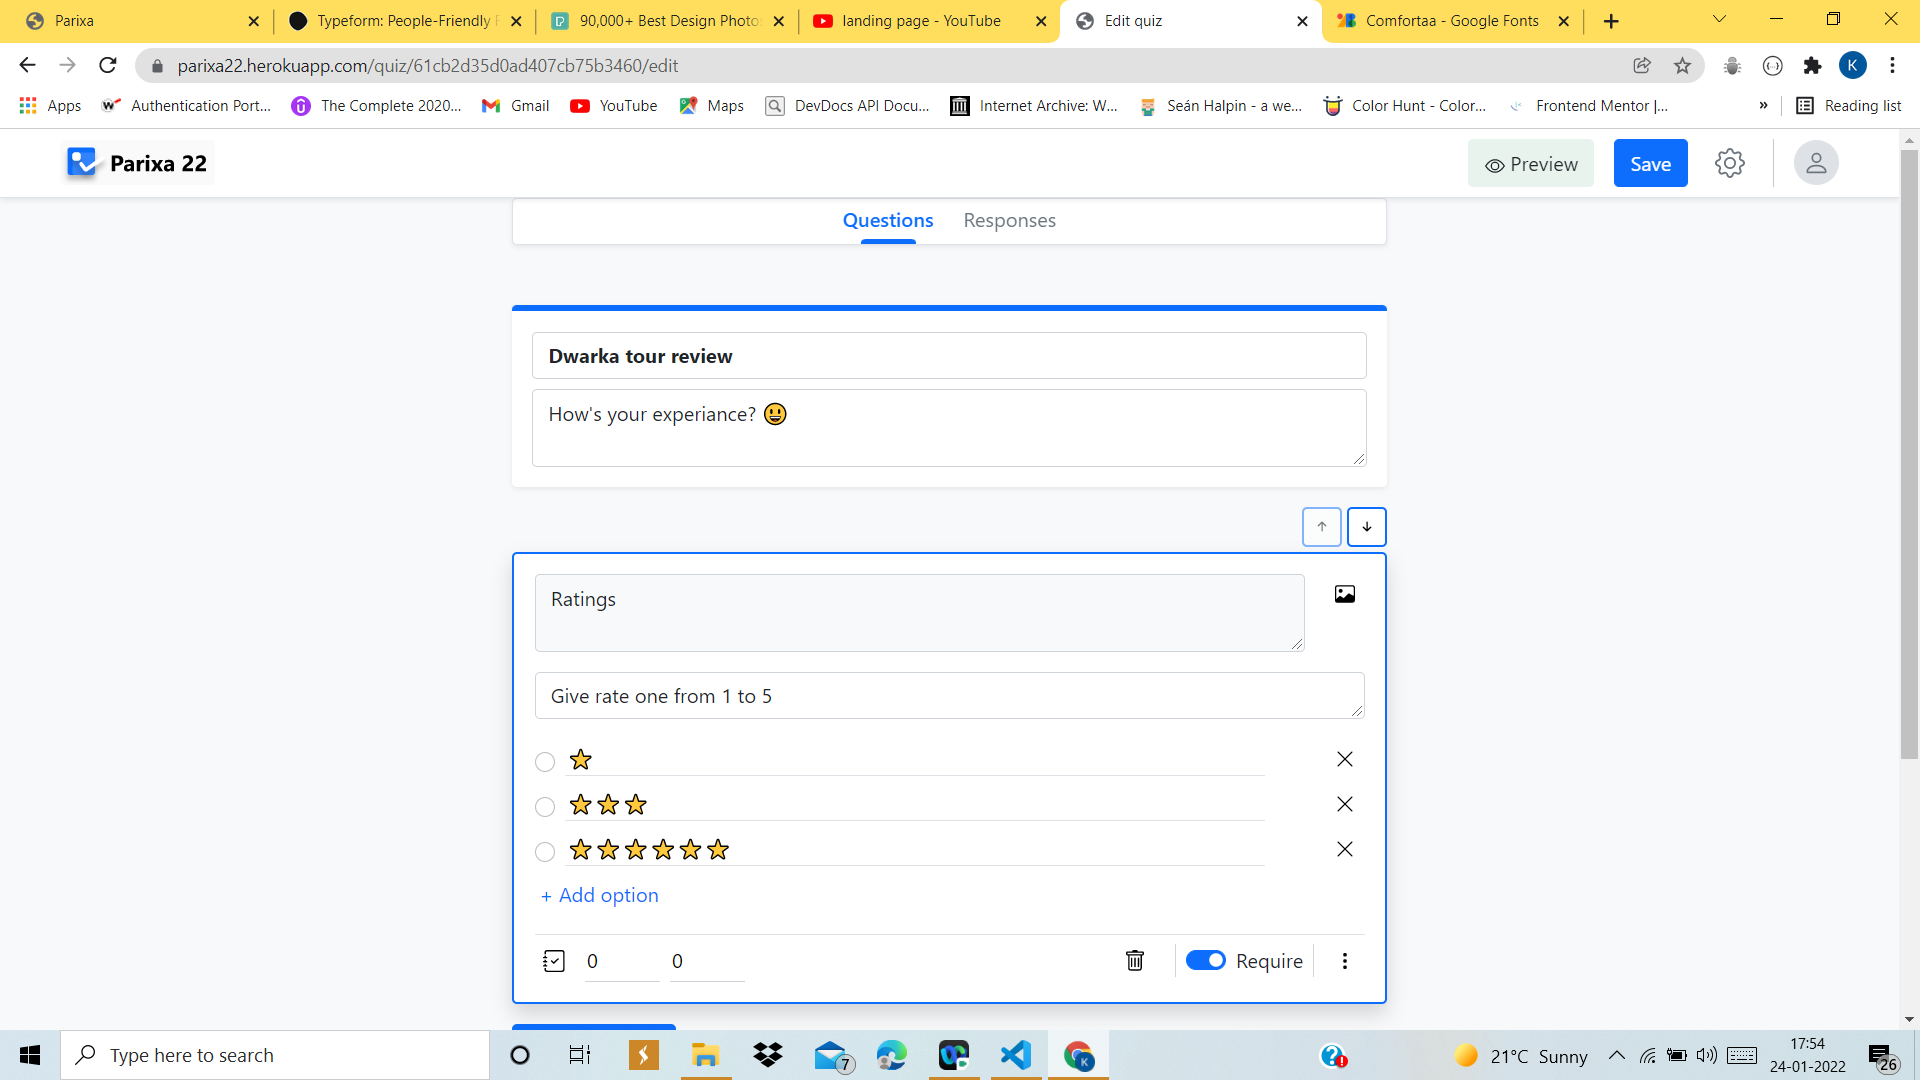 Parixa
Typeform: People-Friendly F
90,000+ Best Design Photos
landing page - YouTube
Edit quiz
Comfortaa - Google Fonts
parixa22.herokuapp.com/quiz/61cb2d35d0ad407cb75b3460/edit
K
Apps
Authentication Port...
The Complete 2020...
Gmail
YouTube
Maps
DevDocs API Docu...
Internet Archive: W...
Seán Halpin - a we...
Color Hunt - Color...
Frontend Mentor |...
»
Reading list
Parixa 22
Preview
Save
Questions
Responses
Dwarka tour review
How's your experiance? 😃
Ratings
Give rate one from 1 to 5
⭐
⭐⭐⭐
⭐⭐⭐⭐⭐⭐
+ Add option
0
0
Require
Type here to search
7
K
21°C Sunny
17:54
24-01-2022
26